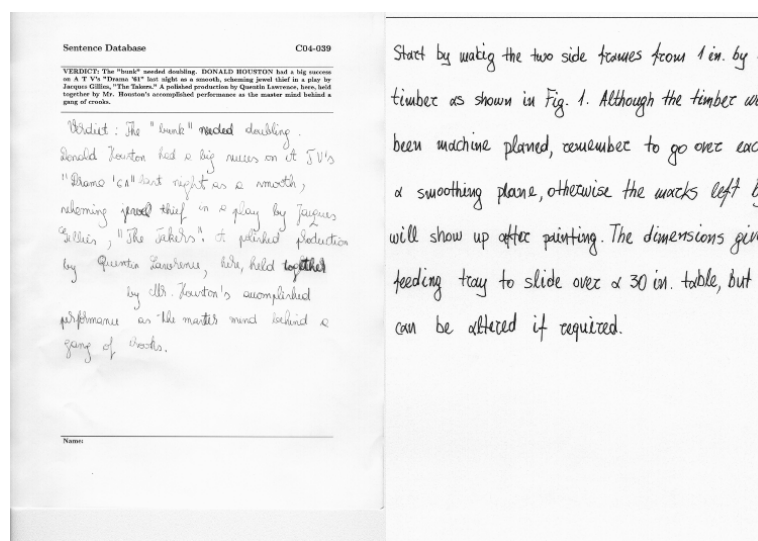 Sentence Database C04-039
VERDICT: The "bunk" needed doubling. DONALD HOUSTON had a big success
on A T V's "Drama '61" last night as a smooth, scheming jewel thief in a play by
Jacques Gillies, "The Takers." A polished production by Quentin Lawrence, here, held
together by Mr. Houston's accomplished performance as the master mind behind a
gang of crooks.
Verdict : The "bunk" needed doubling.
Donald Houston had a big succes on A TV's
"Drama '61" last night as a smooth,
scheming jewel thief in a play by Jacques
Gillies, "The Takers". A polished production
by Quentin Lawrence, here, held together
by Mr. Houston's accomplished
performance as the master mind behind a
gang of crooks.
Name:
Start by makig the two side frames from 1 in. by
timber as shown in Fig. 1. Although the timber
been machine planed, remember to go over
a smoothing plane, otherwise the marks left
will show up after painting. The dimensions
feeding tray to slide over a 30 in. table, but
can be altered if required.